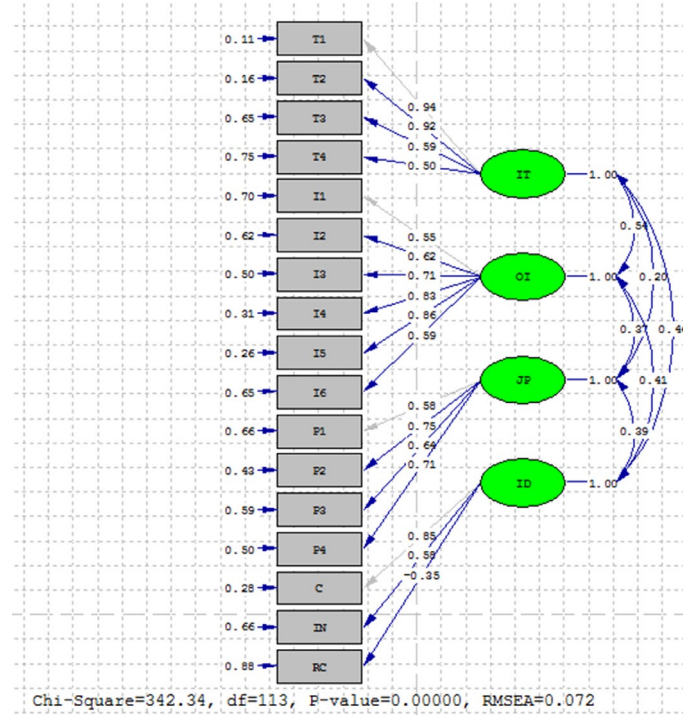 0.11 T1
0.16 T2
0.65 T3
0.75 T4
0.70 I1
0.62 I2
0.50 I3
0.31 I4
0.26 I5
0.65 I6
0.66 P1
0.43 P2
0.59 P3
0.50 P4
0.28 C
0.66 IN
0.88 RC
0.94
0.92
0.59
0.50
0.55
0.62
0.71
0.83
0.86
0.59
0.58
0.75
0.64
0.71
0.85
0.58
-0.35
IT 1.00
OI 1.00
JP 1.00
ID 1.00
0.54
0.20
0.37
0.41
0.39
Chi-Square=342.34, df=113, P-value=0.00000, RMSEA=0.072